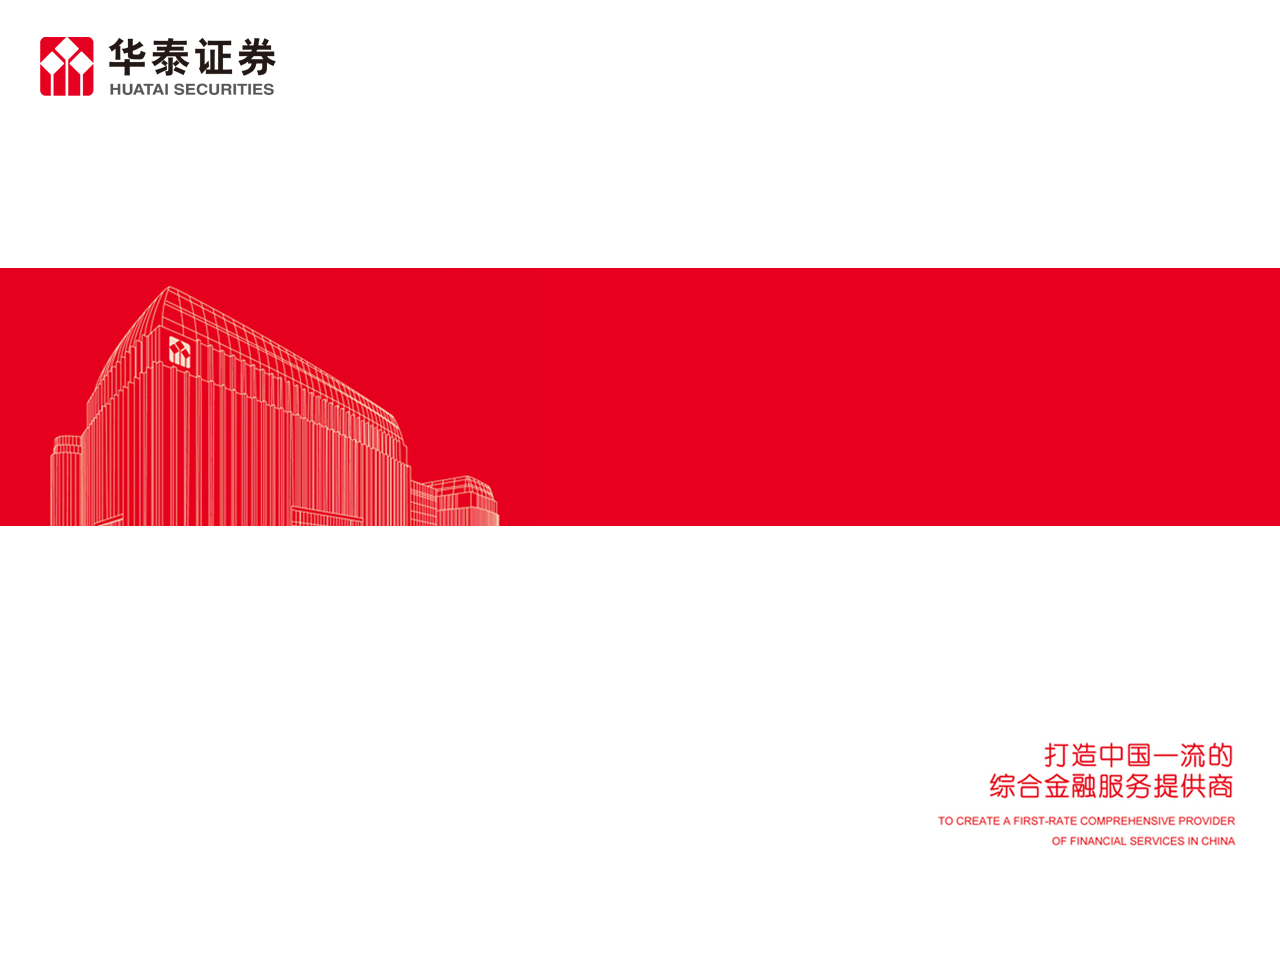 华泰证券
HUATAI SECURITIES
打造中国一流的
综合金融服务提供商
TO CREATE A FIRST-RATE COMPREHENSIVE PROVIDER
OF FINANCIAL SERVICES IN CHINA